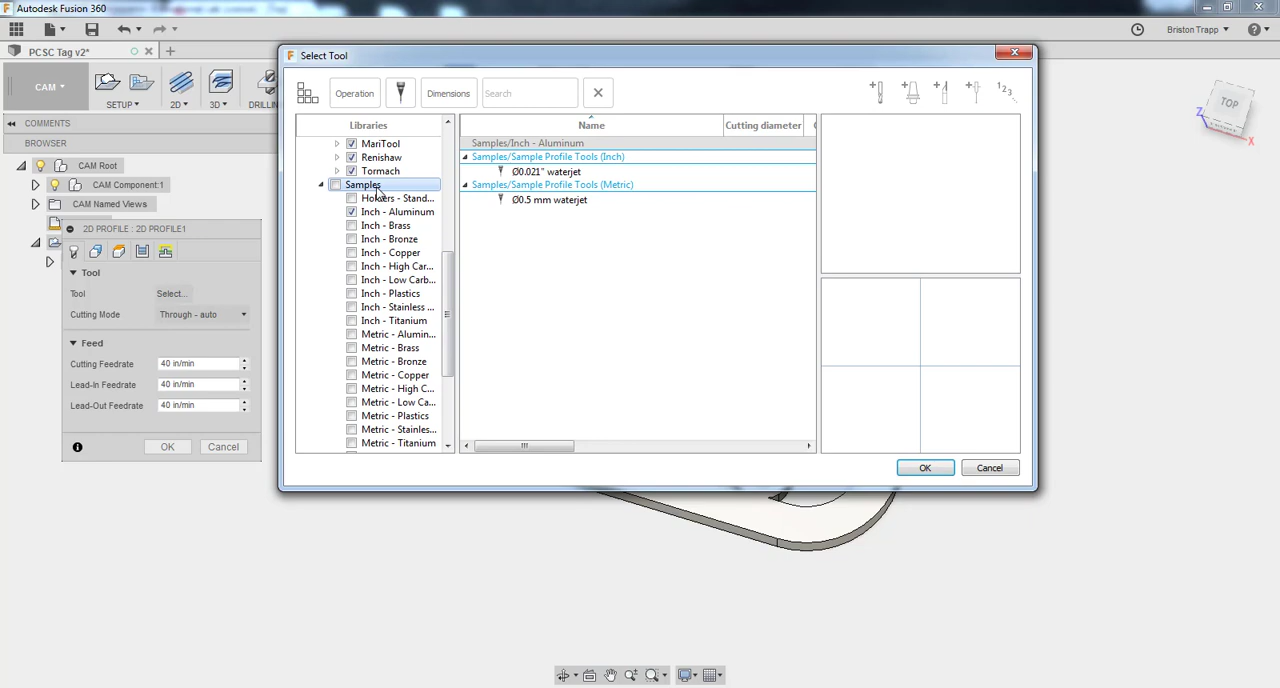 Autodesk Fusion 360
Briston Trapp
PCSC Tag v2*
CAM
SETUP
2D
3D
DRILLIN
COMMENTS
BROWSER
CAM Root
CAM Component:1
CAM Named Views
2D PROFILE : 2D PROFILE1
Tool
Tool Select...
Cutting Mode Through - auto
Feed
Cutting Feedrate 40 in/min
Lead-In Feedrate 40 in/min
Lead-Out Feedrate 40 in/min
OK Cancel
Select Tool
Operation
Dimensions
Search
Libraries
MariTool
Renishaw
Tormach
Samples
Holders - Stand...
Inch - Aluminum
Inch - Brass
Inch - Bronze
Inch - Copper
Inch - High Car...
Inch - Low Carb...
Inch - Plastics
Inch - Stainless ...
Inch - Titanium
Metric - Alumin...
Metric - Brass
Metric - Bronze
Metric - Copper
Metric - High C...
Metric - Low Ca...
Metric - Plastics
Metric - Stainles...
Metric - Titanium
Name Cutting diameter
Samples/Inch - Aluminum
Samples/Sample Profile Tools (Inch)
Ø0.021" waterjet
Samples/Sample Profile Tools (Metric)
Ø0.5 mm waterjet
OK Cancel
TOP
Z
X